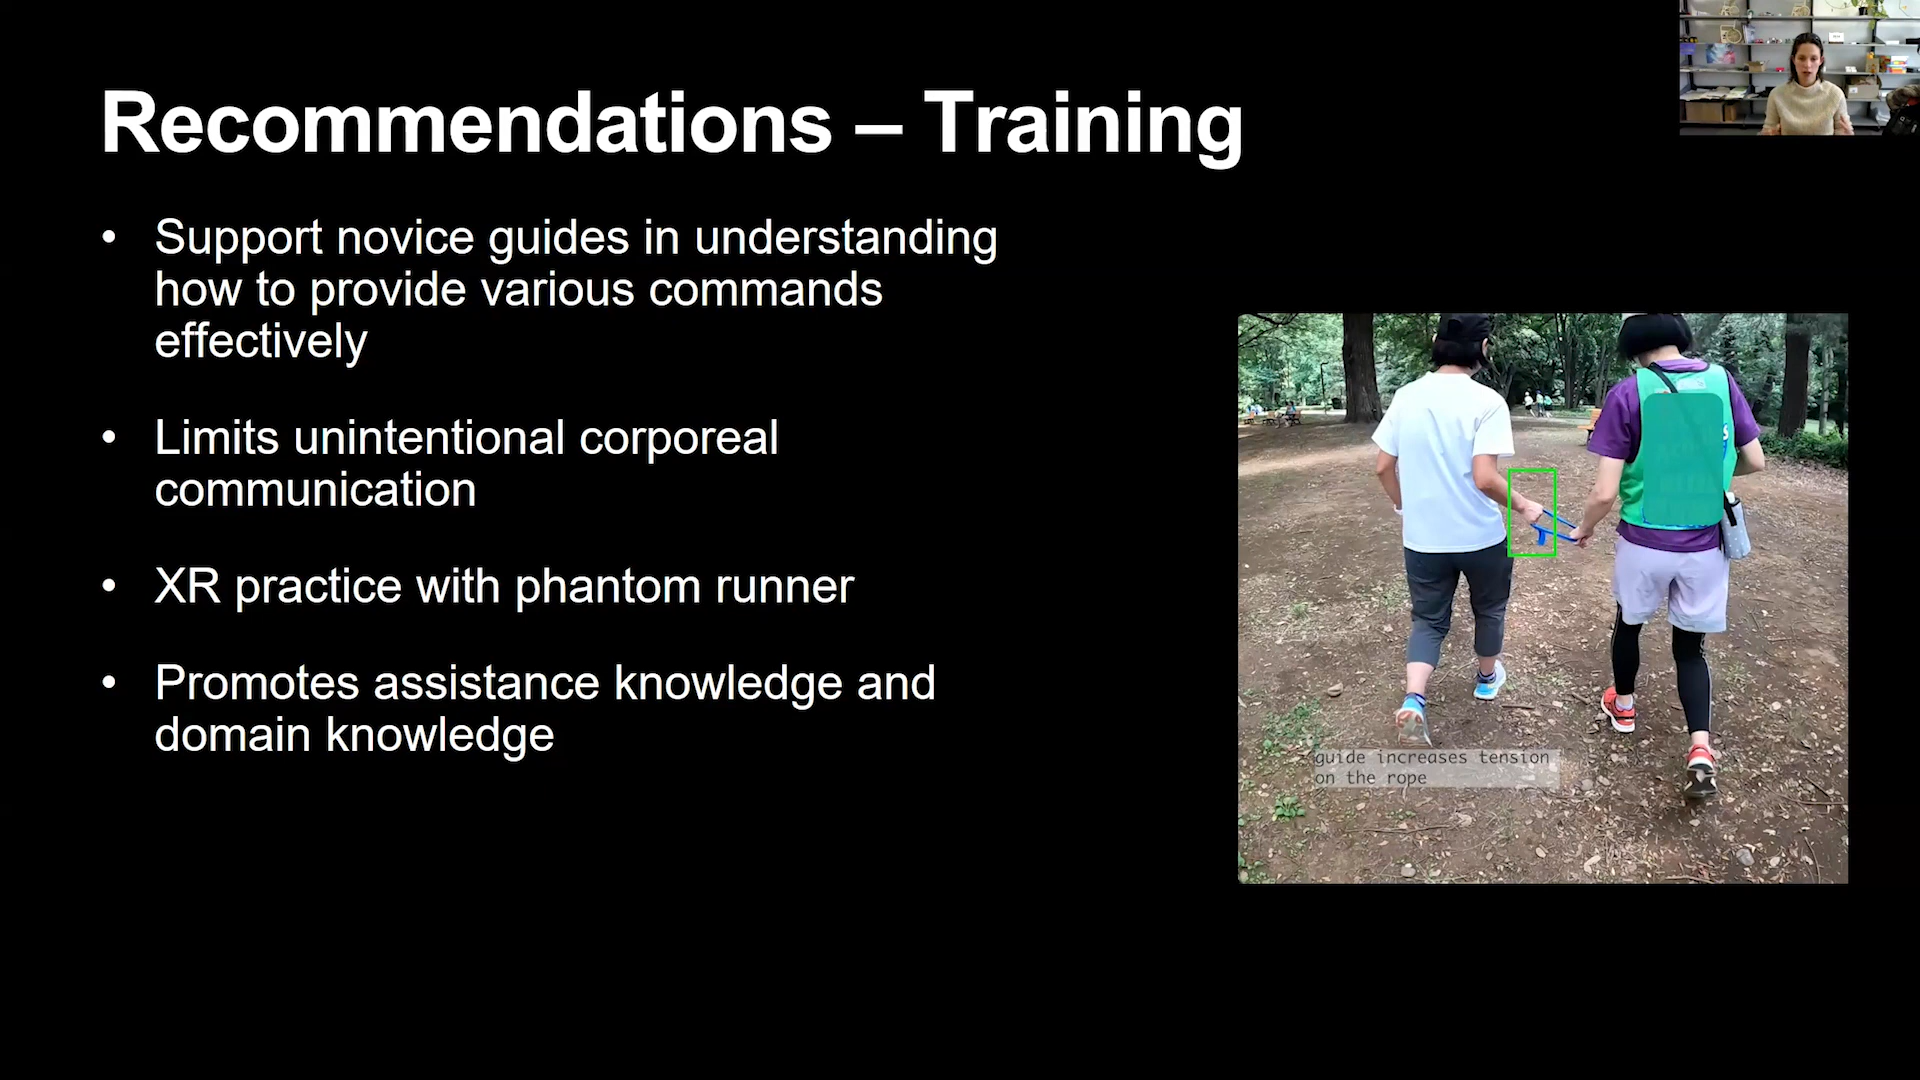 Recommendations – Training
• Support novice guides in understanding
how to provide various commands
effectively
• Limits unintentional corporeal
communication
• XR practice with phantom runner
• Promotes assistance knowledge and
domain knowledge
guide increases tension
on the rope